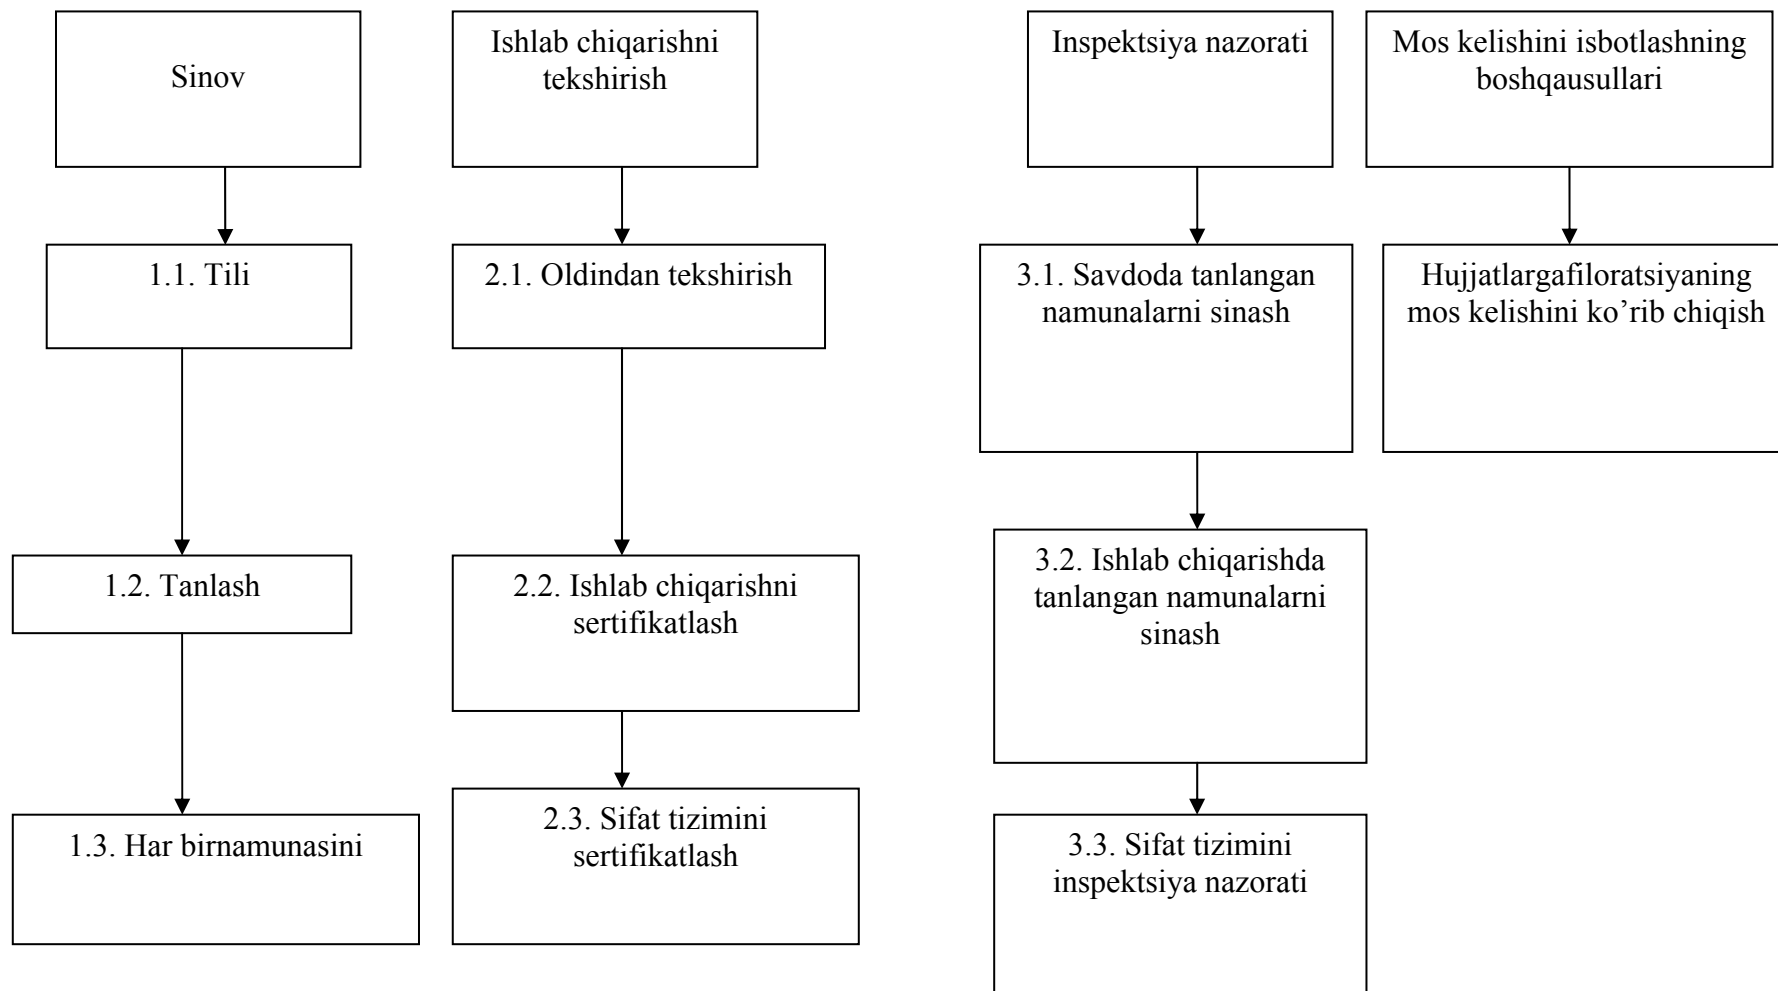 Sinov
Ishlab chiqarishni
tekshirish
Inspektsiya nazorati
Mos kelishini isbotlashning
boshqausullari
1.1. Tili
2.1. Oldindan tekshirish
3.1. Savdoda tanlangan
namunalarni sinash
Hujjatlargafiloratsiyaning
mos kelishini ko’rib chiqish
1.2. Tanlash
2.2. Ishlab chiqarishni
sertifikatlash
3.2. Ishlab chiqarishda
tanlangan namunalarni
sinash
1.3. Har birnamunasini
2.3. Sifat tizimini
sertifikatlash
3.3. Sifat tizimini
inspektsiya nazorati